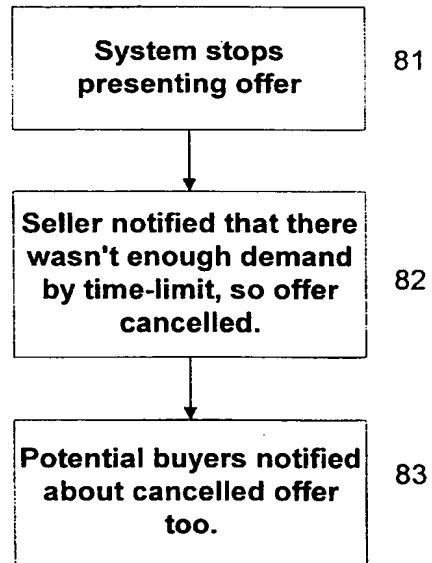 System stops
presenting offer
81
Seller notified that there
wasn't enough demand
by time-limit, so offer
cancelled.
82
Potential buyers notified
about cancelled offer
too.
83